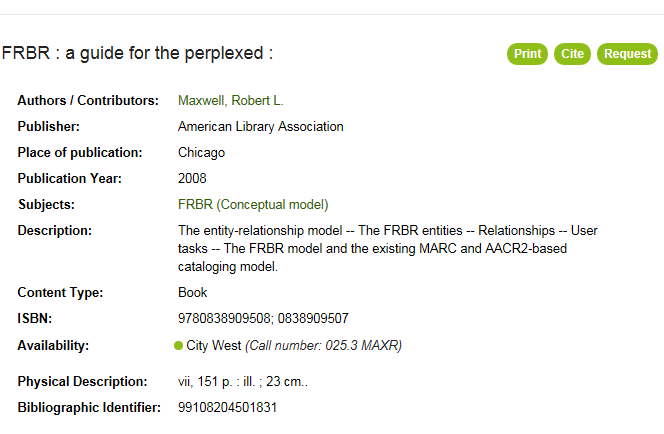 FRBR : a guide for the perplexed :
Print Cite Request
Authors / Contributors: Maxwell, Robert L.
Publisher: American Library Association
Place of publication: Chicago
Publication Year: 2008
Subjects: FRBR (Conceptual model)
Description: The entity-relationship model -- The FRBR entities -- Relationships -- User
tasks -- The FRBR model and the existing MARC and AACR2-based
cataloging model.
Content Type: Book
ISBN: 9780838909508; 0838909507
Availability: City West (Call number: 025.3 MAXR)
Physical Description: vii, 151 p. : ill. ; 23 cm..
Bibliographic Identifier: 99108204501831